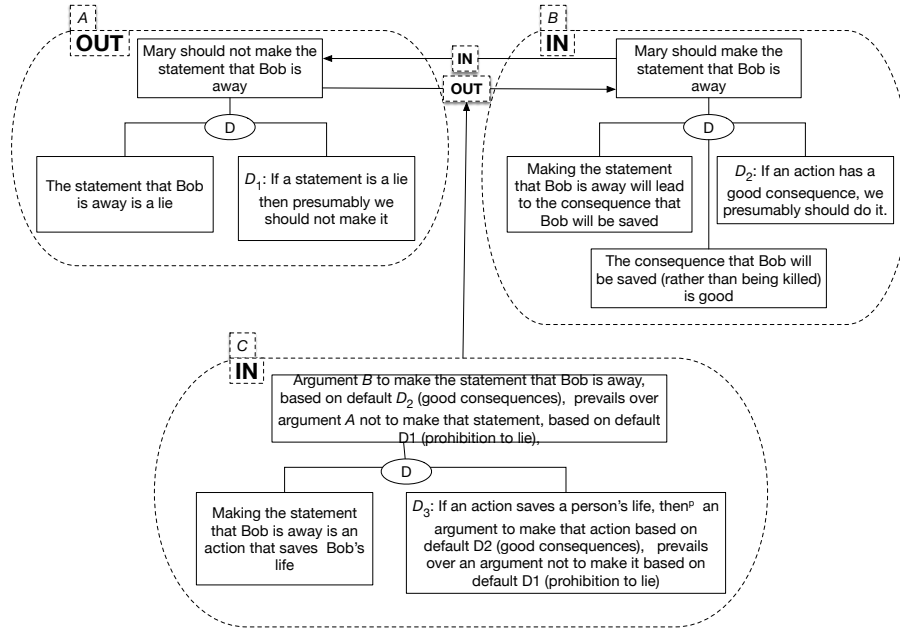 A
OUT
Mary should not make the
statement that Bob is
away
D
The statement that Bob
is away is a lie
D1: If a statement is a lie
then presumably we
should not make it
IN
OUT
B
IN
Mary should make the
statement that Bob is
away
D
Making the statement
that Bob is away will lead
to the consequence that
Bob will be saved
D2: If an action has a
good consequence, we
presumably should do it.
The consequence that Bob will
be saved (rather than being killed)
is good
C
IN
Argument B to make the statement that Bob is away,
based on default D2 (good consequences), prevails over
argument A not to make that statement, based on default
D1 (prohibition to lie),
D
Making the statement
that Bob is away is an
action that saves Bob's
life
D3: If an action saves a person's life, thenᵖ an
argument to make that action based on
default D2 (good consequences), prevails
over an argument not to make it based on
default D1 (prohibition to lie)